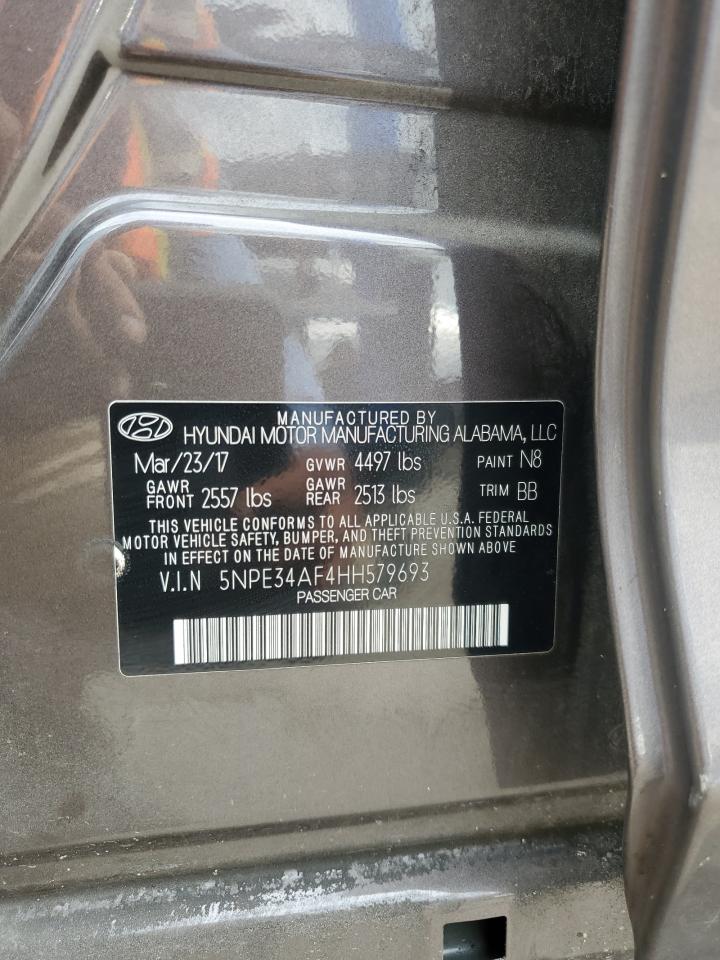 MANUFACTURED BY
HYUNDAI MOTOR MANUFACTURING ALABAMA, LLC
Mar/23/17 GVWR 4497 lbs PAINT N8
GAWR FRONT 2557 lbs GAWR REAR 2513 lbs TRIM BB
THIS VEHICLE CONFORMS TO ALL APPLICABLE U.S.A. FEDERAL
MOTOR VEHICLE SAFETY, BUMPER, AND THEFT PREVENTION STANDARDS
IN EFFECT ON THE DATE OF MANUFACTURE SHOWN ABOVE
V.I.N 5NPE34AF4HH579693
PASSENGER CAR